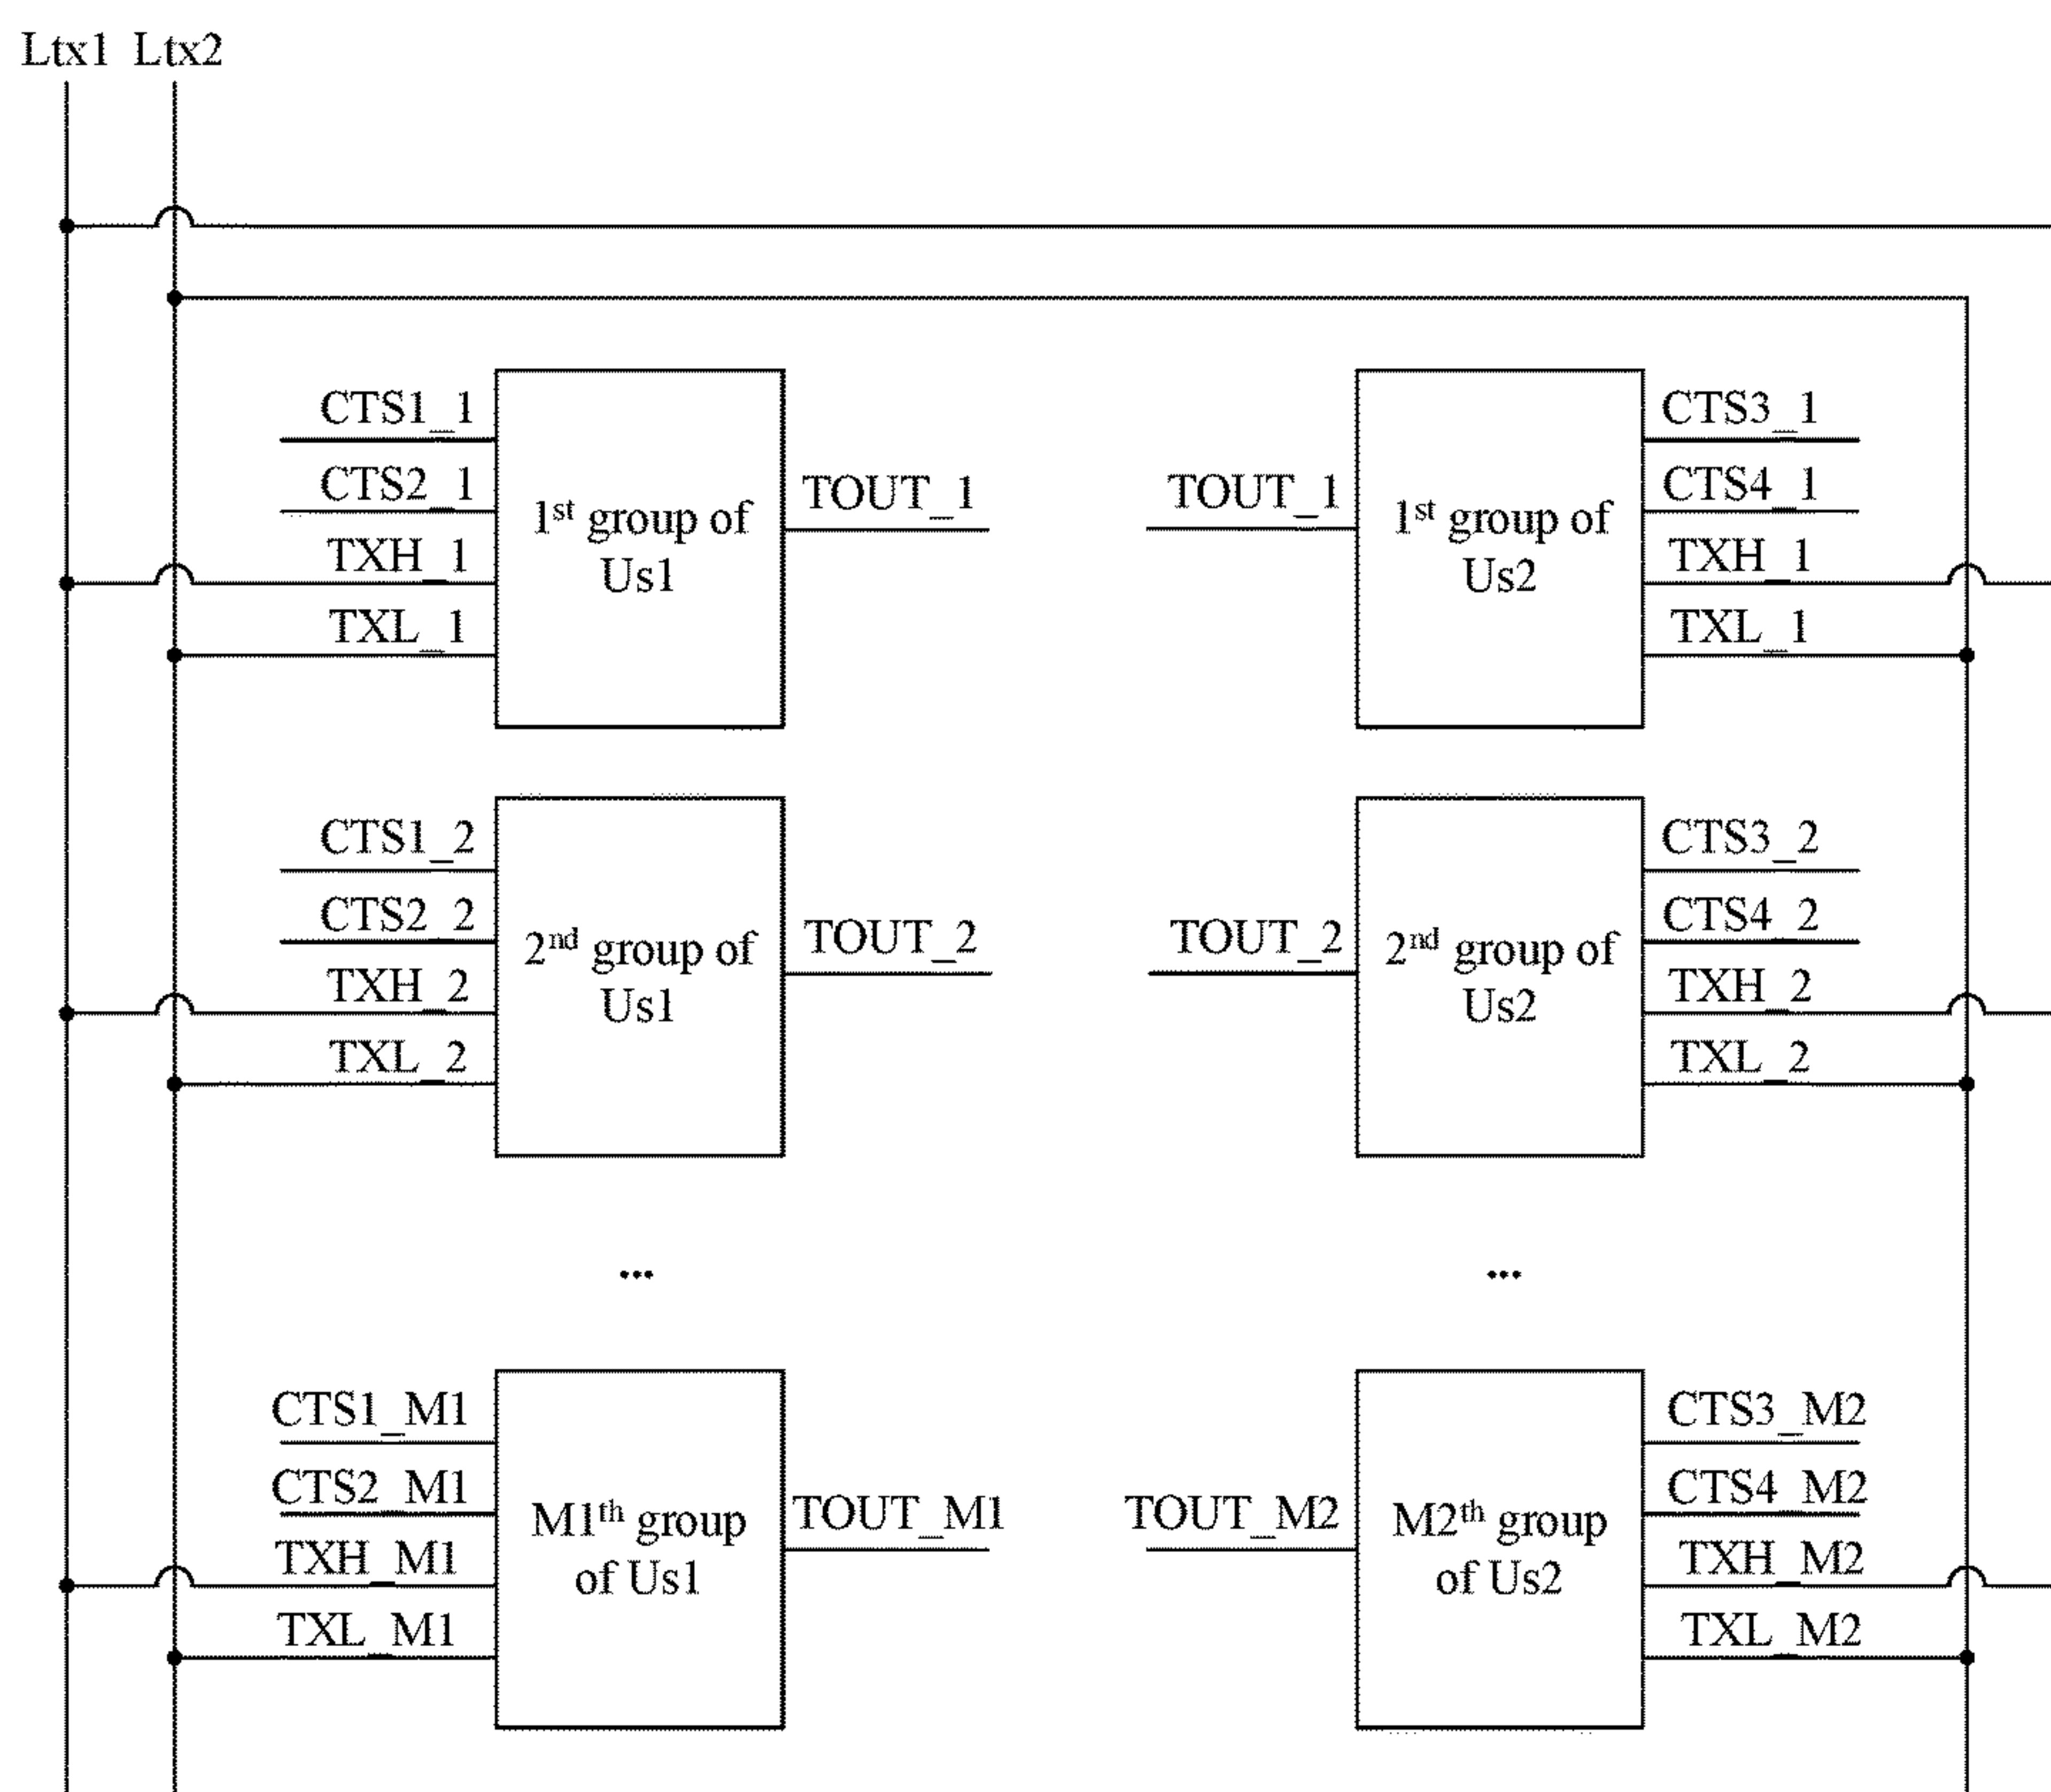 Ltx1 Ltx2
CTS1_1
CTS2_1
TXH_1
TXL_1
1st group of
Us1
TOUT_1
TOUT_1
1st group of
Us2
CTS3_1
CTS4_1
TXH_1
TXL_1
CTS1_2
CTS2_2
TXH_2
TXL_2
2nd group of
Us1
TOUT_2
TOUT_2
2nd group of
Us2
CTS3_2
CTS4_2
TXH_2
TXL_2
...
...
CTS1_M1
CTS2_M1
TXH_M1
TXL_M1
M1th group
of Us1
TOUT_M1
TOUT_M2
M2th group
of Us2
CTS3_M2
CTS4_M2
TXH_M2
TXL_M2